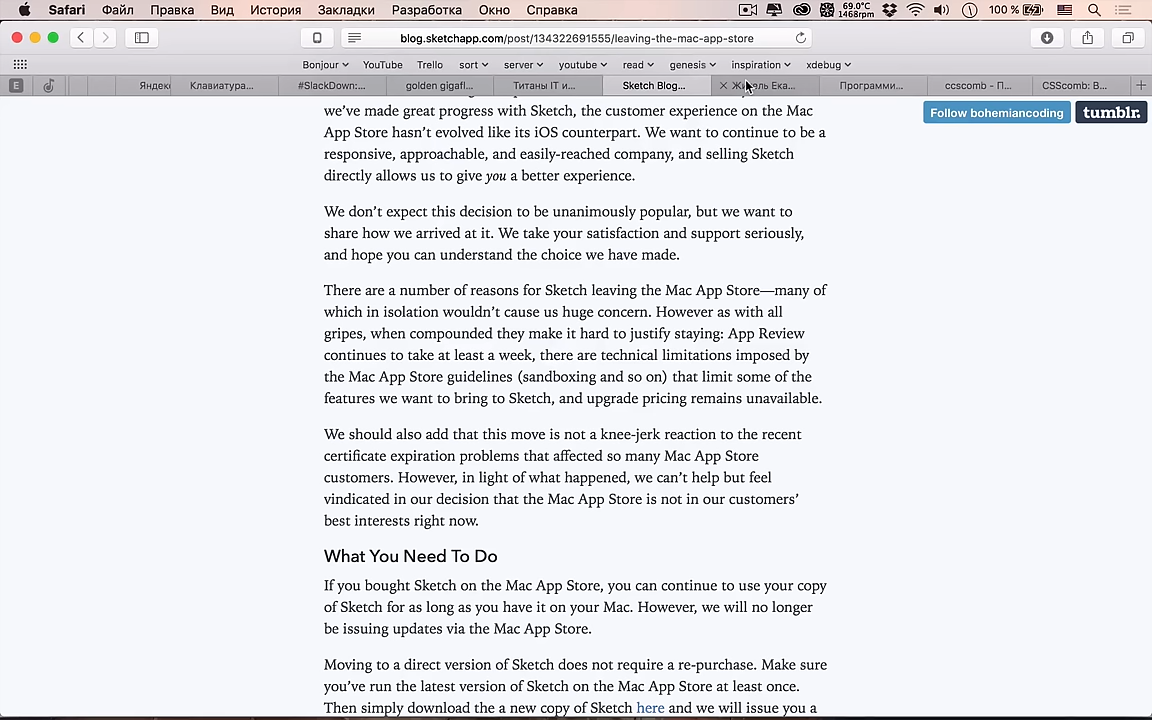 Safari Файл Правка Вид История Закладки Разработка Окно Справка 69.0°C 1468rpm 100 %
blog.sketchapp.com/post/134322691555/leaving-the-mac-app-store
Bonjour YouTube Trello sort server youtube read genesis inspiration xdebug
E Яндек Клавиатура... #SlackDown:... golden gigafl... Титаны IT и... Sketch Blog... Ека... Программи... ccscomb - П... CSScomb: В...
we’ve made great progress with Sketch, the customer experience on the Mac
App Store hasn’t evolved like its iOS counterpart. We want to continue to be a
responsive, approachable, and easily-reached company, and selling Sketch
directly allows us to give you a better experience.
Follow bohemiancoding
tumblr.
We don’t expect this decision to be unanimously popular, but we want to
share how we arrived at it. We take your satisfaction and support seriously,
and hope you can understand the choice we have made.
There are a number of reasons for Sketch leaving the Mac App Store—many of
which in isolation wouldn’t cause us huge concern. However as with all
gripes, when compounded they make it hard to justify staying: App Review
continues to take at least a week, there are technical limitations imposed by
the Mac App Store guidelines (sandboxing and so on) that limit some of the
features we want to bring to Sketch, and upgrade pricing remains unavailable.
We should also add that this move is not a knee-jerk reaction to the recent
certificate expiration problems that affected so many Mac App Store
customers. However, in light of what happened, we can’t help but feel
vindicated in our decision that the Mac App Store is not in our customers’
best interests right now.
What You Need To Do
If you bought Sketch on the Mac App Store, you can continue to use your copy
of Sketch for as long as you have it on your Mac. However, we will no longer
be issuing updates via the Mac App Store.
Moving to a direct version of Sketch does not require a re-purchase. Make sure
you’ve run the latest version of Sketch on the Mac App Store at least once.
Then simply download the a new copy of Sketch here and we will issue you a